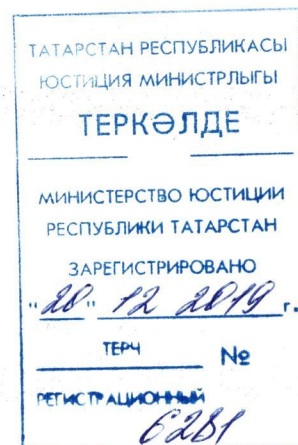 ТАТАРСТАН РЕСПУБЛИКАСЫ
ЮСТИЦИЯ МИНИСТРЛЫГЫ
ТЕРКӘЛДЕ
МИНИСТЕРСТВО ЮСТИЦИИ
РЕСПУБЛИКИ ТАТАРСТАН
ЗАРЕГИСТРИРОВАНО
"20" 12 2019 г.
ТЕРЧ №
РЕГИСТРАЦИОННЫЙ
6281